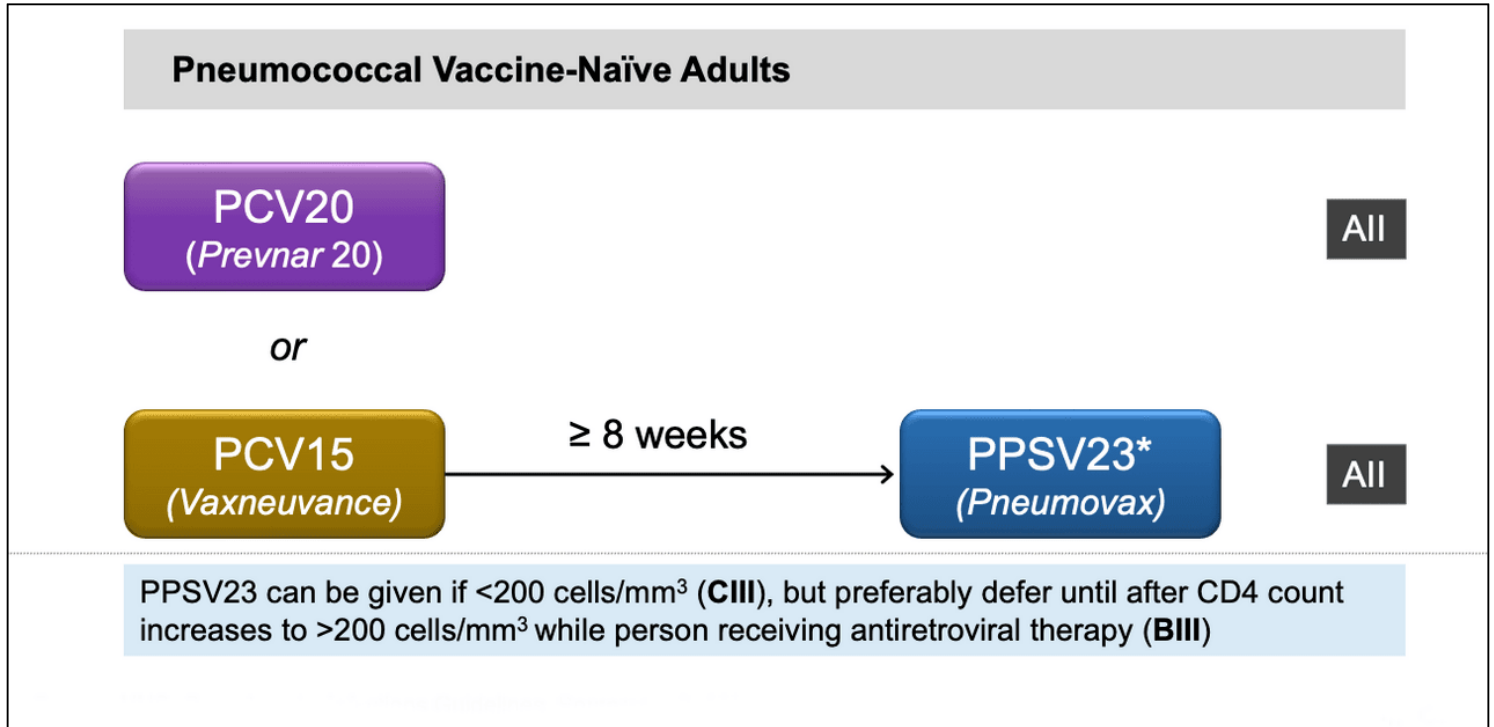 Pneumococcal Vaccine-Naïve Adults
PCV20
(Prevnar 20)
AII
or
PCV15
(Vaxneuvance)
≥ 8 weeks
PPSV23*
(Pneumovax)
AII
PPSV23 can be given if <200 cells/mm³ (CIII), but preferably defer until after CD4 count
increases to >200 cells/mm³ while person receiving antiretroviral therapy (BIII)